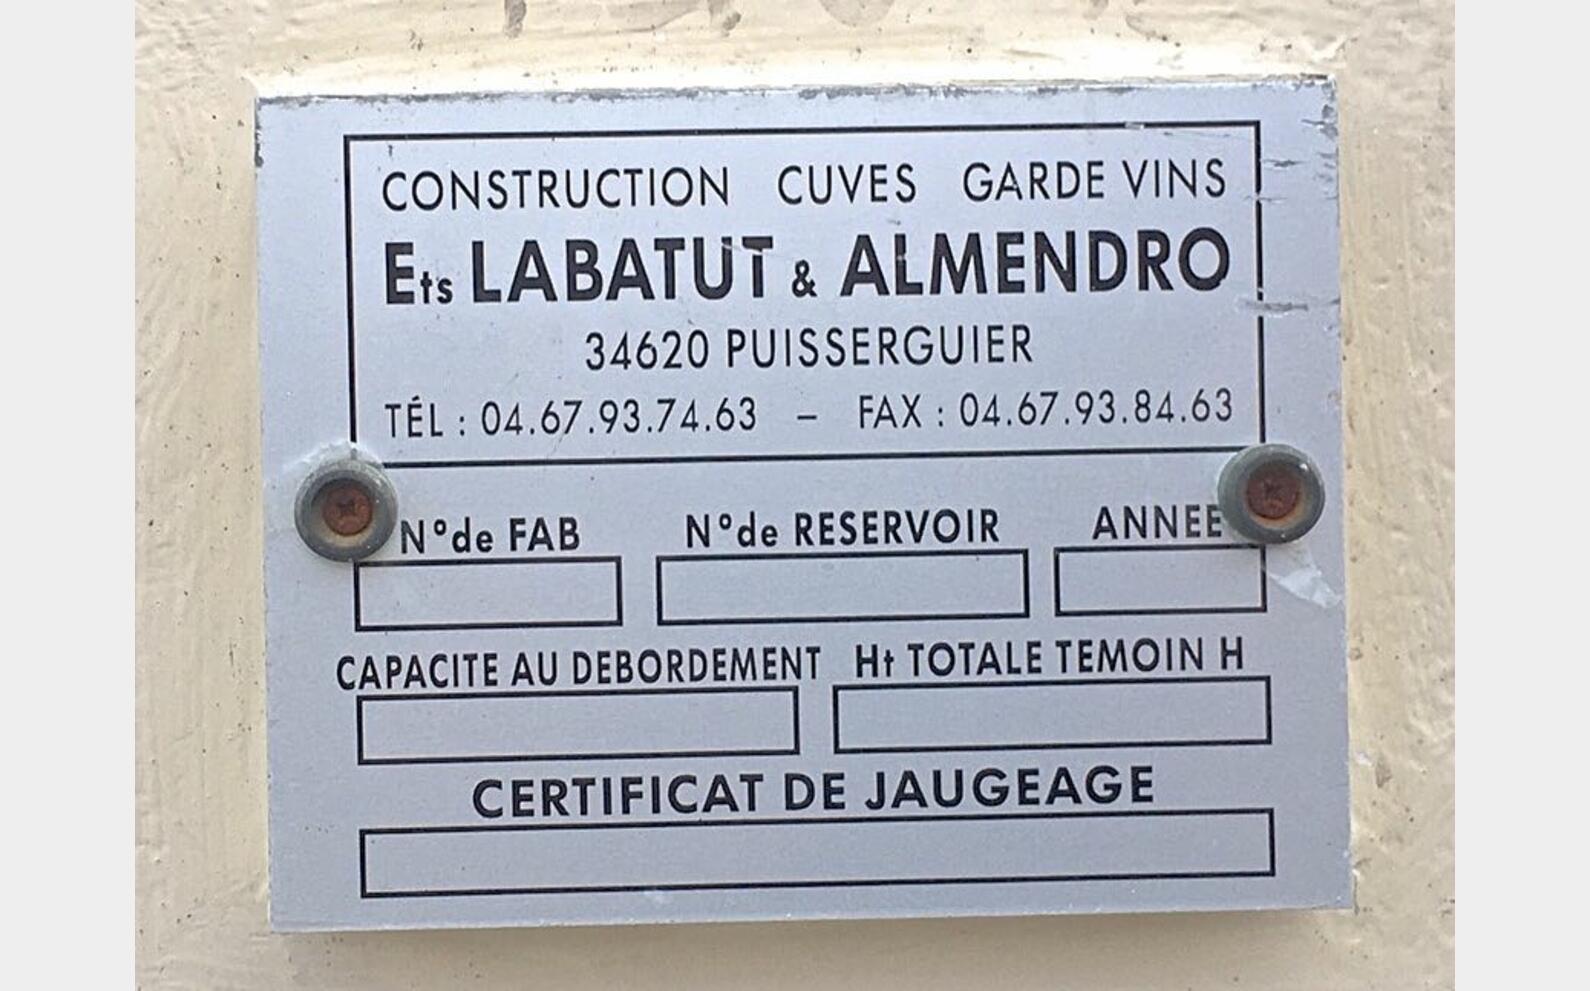 CONSTRUCTION CUVES GARDE VINS
Ets LABATUT & ALMENDRO
34620 PUISSERGUIER
TÉL : 04.67.93.74.63 – FAX : 04.67.93.84.63
N° de FAB N° de RESERVOIR ANNEE
CAPACITE AU DEBORDEMENT Ht TOTALE TEMOIN H
CERTIFICAT DE JAUGEAGE